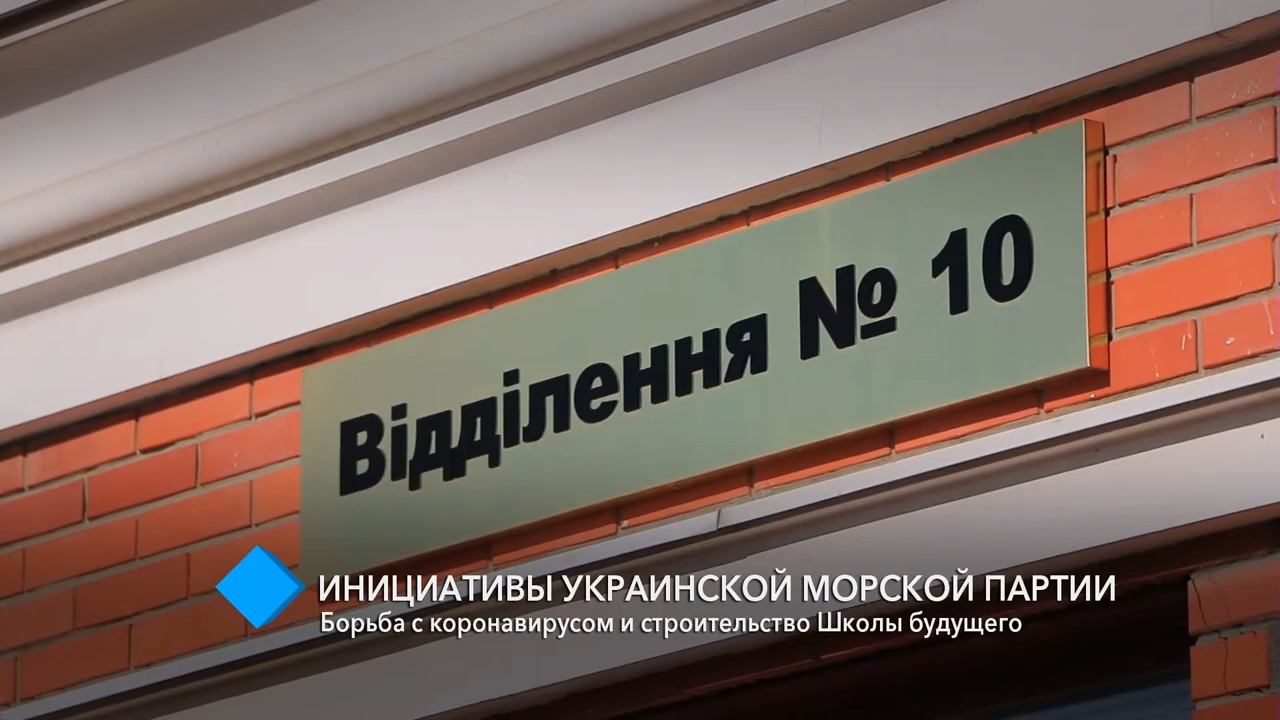 Відділення № 10
ИНИЦИАТИВЫ УКРАИНСКОЙ МОРСКОЙ ПАРТИИ
Борьба с коронавирусом и строительство Школы будущего